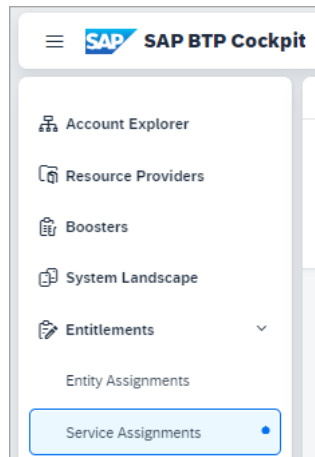 SAP SAP BTP Cockpit
Account Explorer
Resource Providers
Boosters
System Landscape
Entitlements
Entity Assignments
Service Assignments